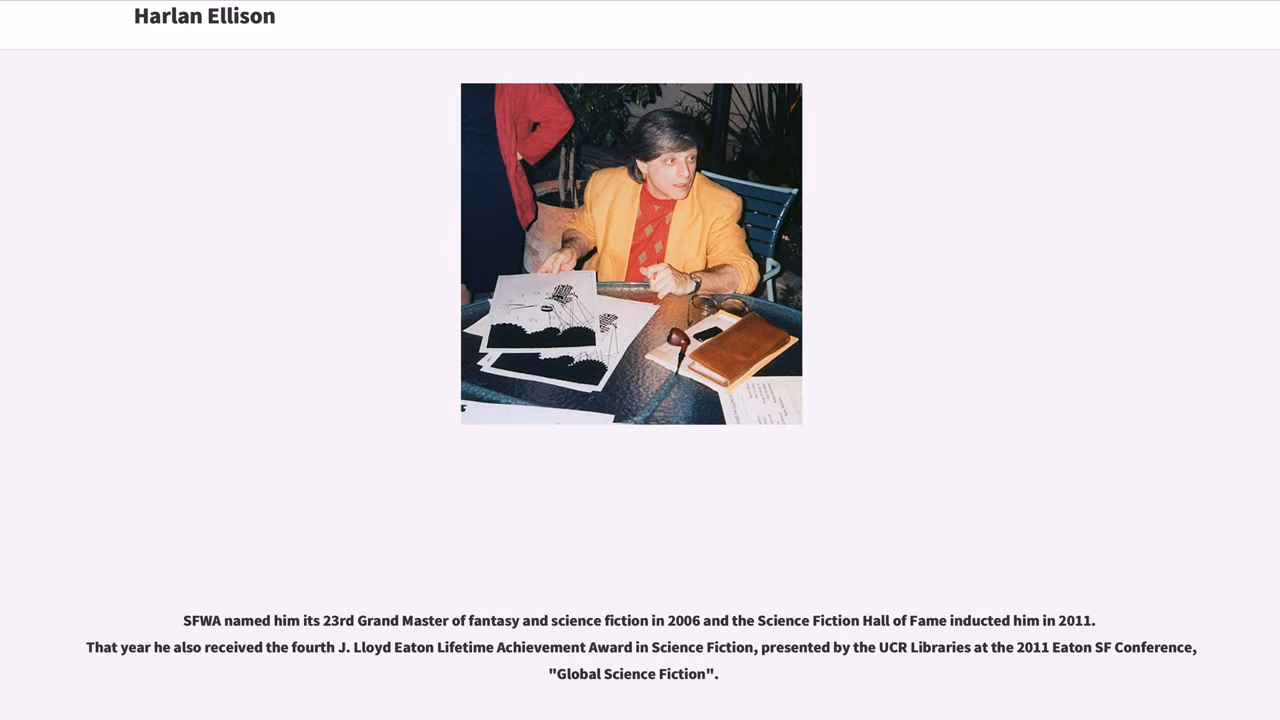 Harlan Ellison
SFWA named him its 23rd Grand Master of fantasy and science fiction in 2006 and the Science Fiction Hall of Fame inducted him in 2011.
That year he also received the fourth J. Lloyd Eaton Lifetime Achievement Award in Science Fiction, presented by the UCR Libraries at the 2011 Eaton SF Conference,
"Global Science Fiction".